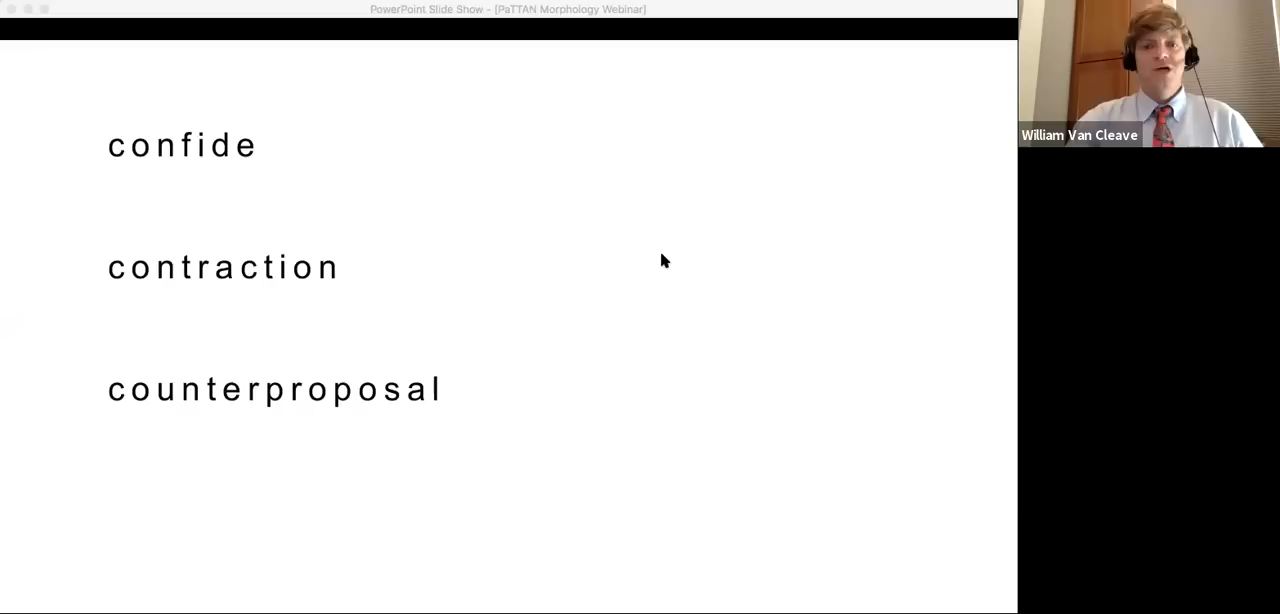 PowerPoint Slide Show - [PaTTAN Morphology Webinar]
confide
contraction
counterproposal
William Van Cleave